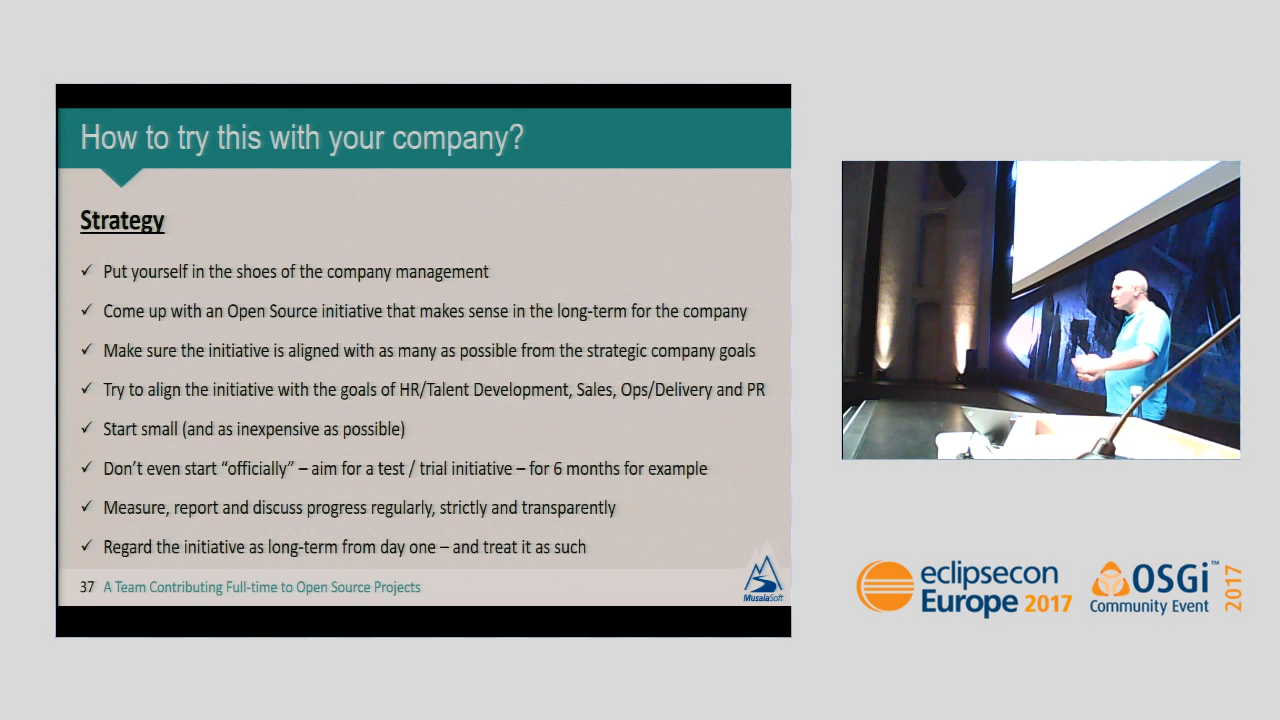 How to try this with your company?
Strategy
✓ Put yourself in the shoes of the company management
✓ Come up with an Open Source initiative that makes sense in the long-term for the company
✓ Make sure the initiative is aligned with as many as possible from the strategic company goals
✓ Try to align the initiative with the goals of HR/Talent Development, Sales, Ops/Delivery and PR
✓ Start small (and as inexpensive as possible)
✓ Don’t even start “officially” – aim for a test / trial initiative – for 6 months for example
✓ Measure, report and discuss progress regularly, strictly and transparently
✓ Regard the initiative as long-term from day one – and treat it as such
37 A Team Contributing Full-time to Open Source Projects
MusalaSoft
eclipsecon
Europe 2017
OSGi™
Community Event
2017